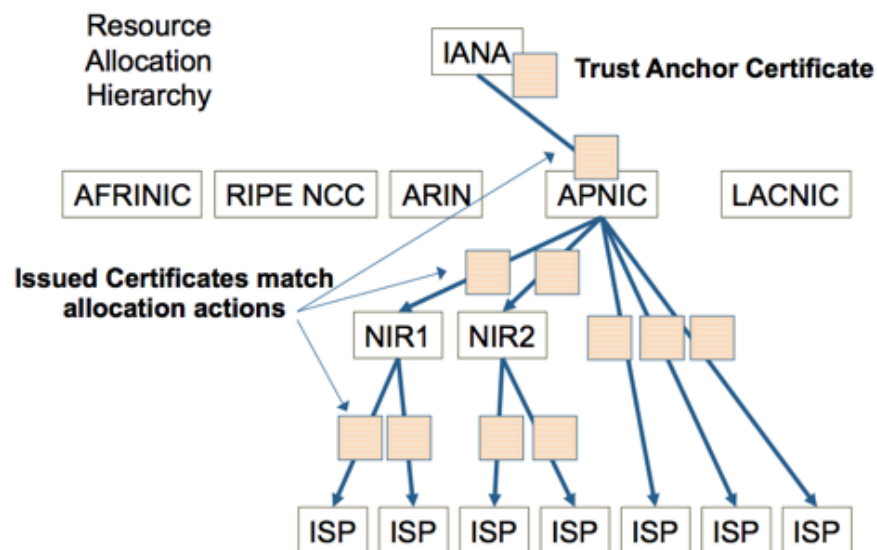 Resource
Allocation
Hierarchy
IANA
Trust Anchor Certificate
AFRINIC
RIPE NCC
ARIN
APNIC
LACNIC
Issued Certificates match
allocation actions
NIR1
NIR2
ISP
ISP
ISP
ISP
ISP
ISP
ISP